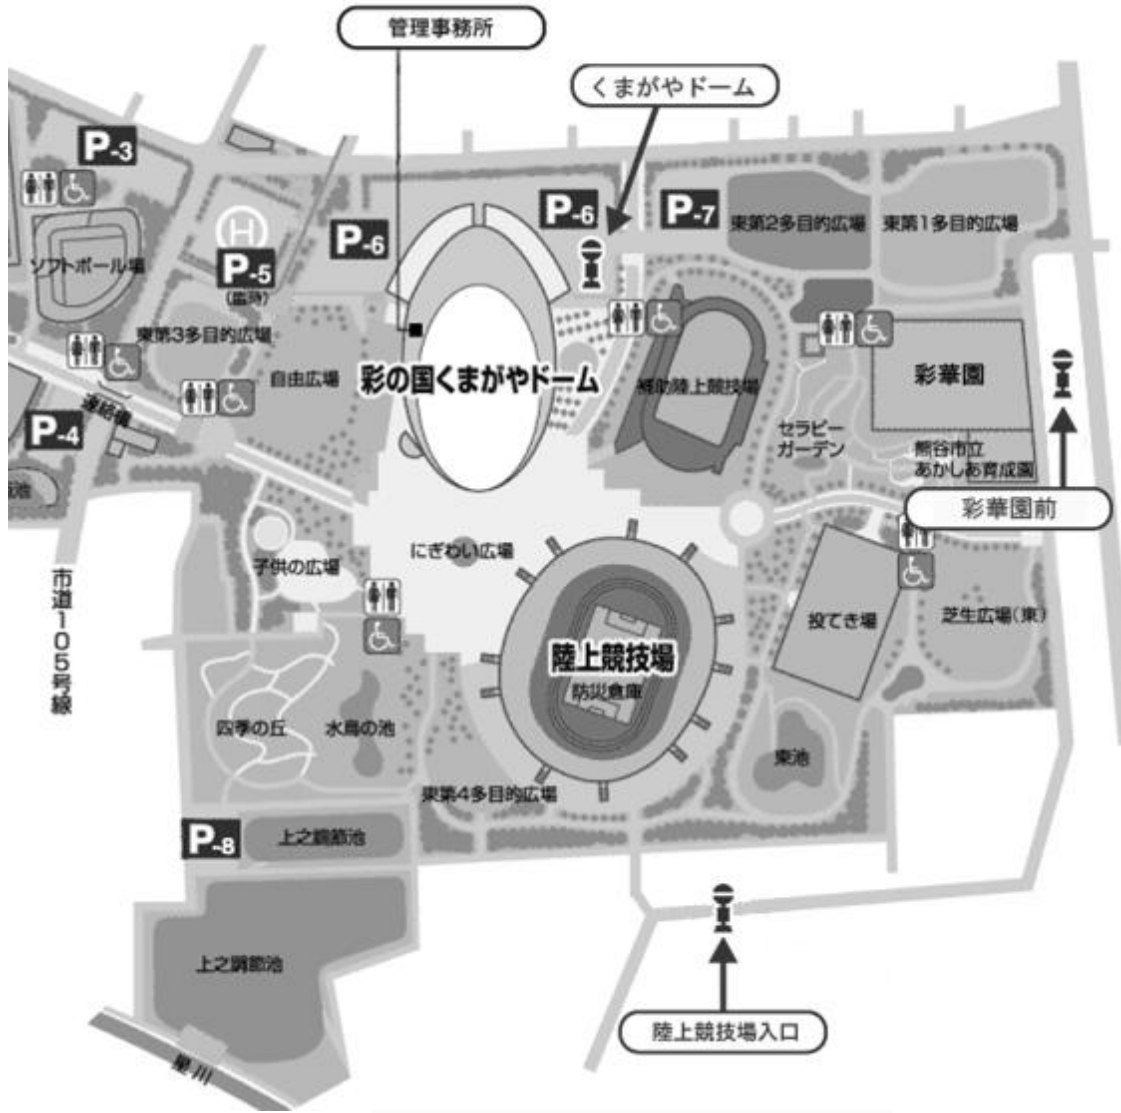 管理事務所
くまがやドーム
P-3
P-6
P-7
東第2多目的広場
東第1多目的広場
P-6
H
P-5
(臨時)
ソフトボール場
東第3多目的広場
自由広場
彩の国くまがやドーム
補助陸上競技場
彩華園
連絡橋
P-4
セラピー
ガーデン
熊谷市立
あかしあ育成園
彩華園前
にぎわい広場
子供の広場
市道105号線
陸上競技場
防災倉庫
投てき場
芝生広場(東)
四季の丘
水鳥の池
東池
東第4多目的広場
P-8
上之調節池
上之調節池
陸上競技場入口
星川